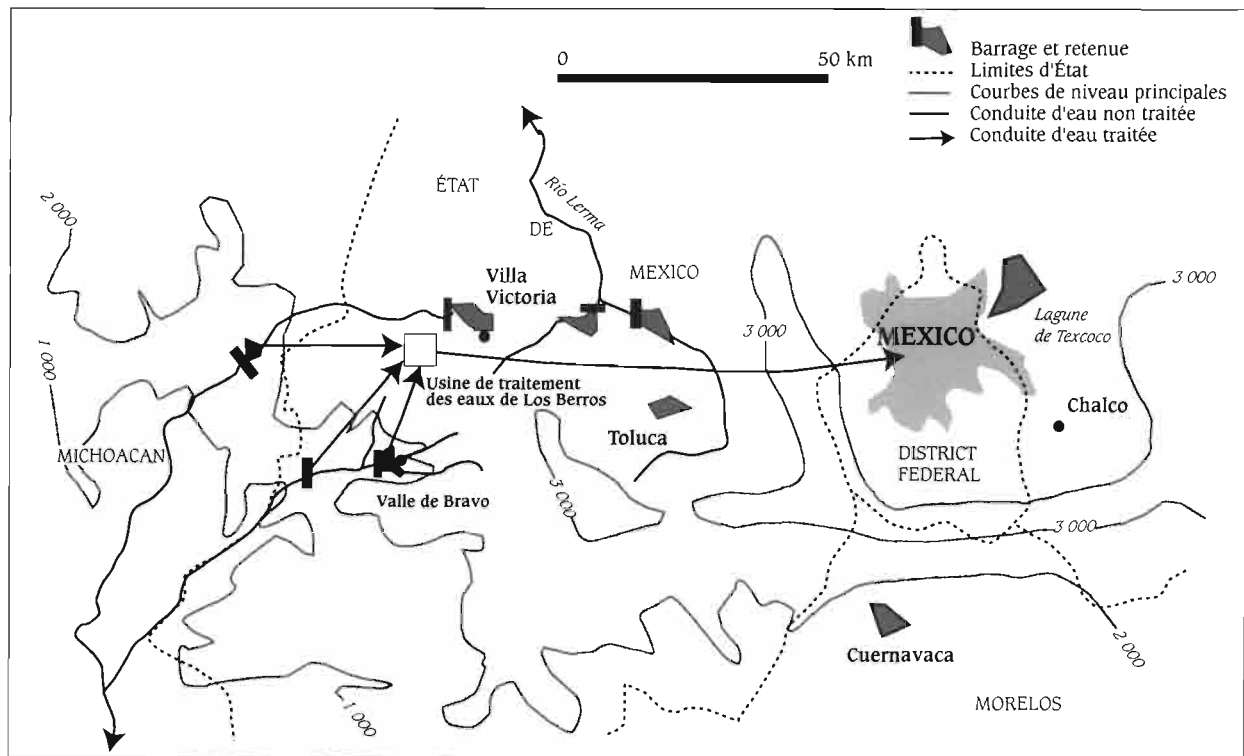 0
50 km
Barrage et retenue
Limites d'État
Courbes de niveau principales
Conduite d'eau non traitée
Conduite d'eau traitée
2 000
ÉTAT
Río Lerma
DE
Villa
Victoria
MEXICO
3 000
3 000
MEXICO
Lagune
de Texcoco
1 000
Usine de traitement
des eaux de Los Berros
Chalco
MICHOACAN
Toluca
DISTRICT
FEDERAL
Valle de Bravo
3 000
3 000
Cuernavaca
2 000
1 000
MORELOS